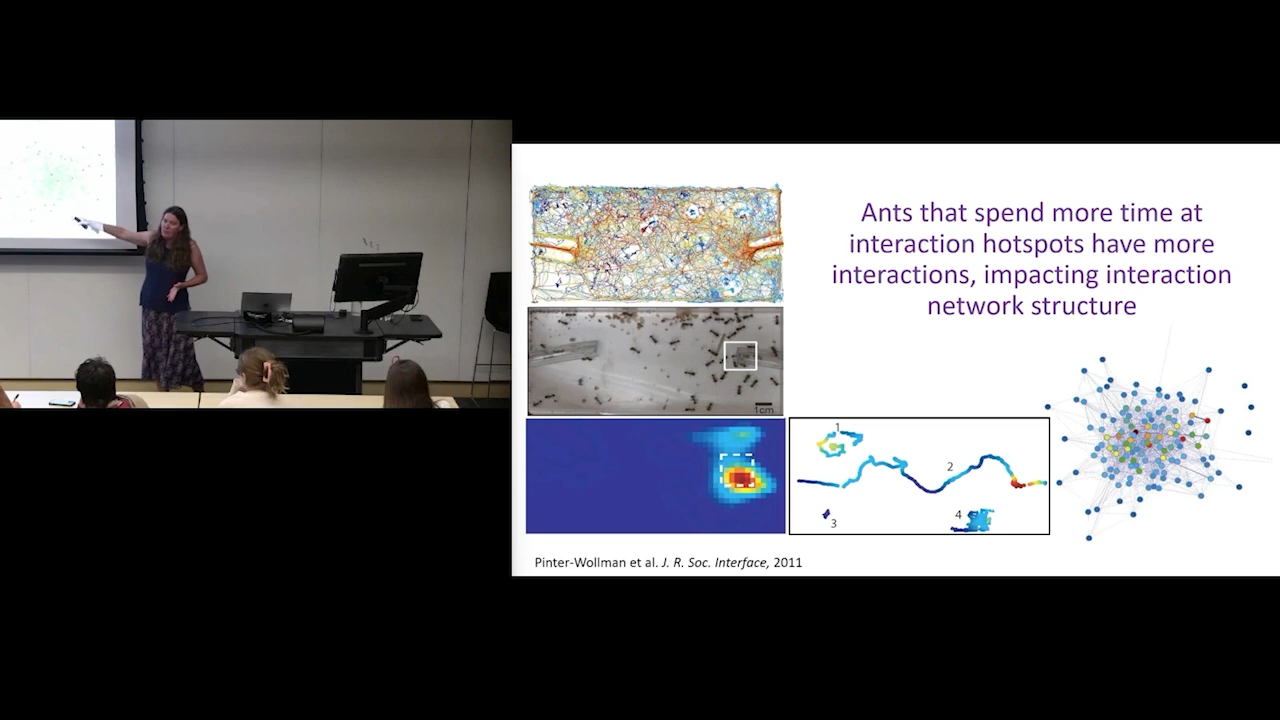 Ants that spend more time at
interaction hotspots have more
interactions, impacting interaction
network structure
1cm
1
2
3
4
Pinter-Wollman et al. J. R. Soc. Interface, 2011